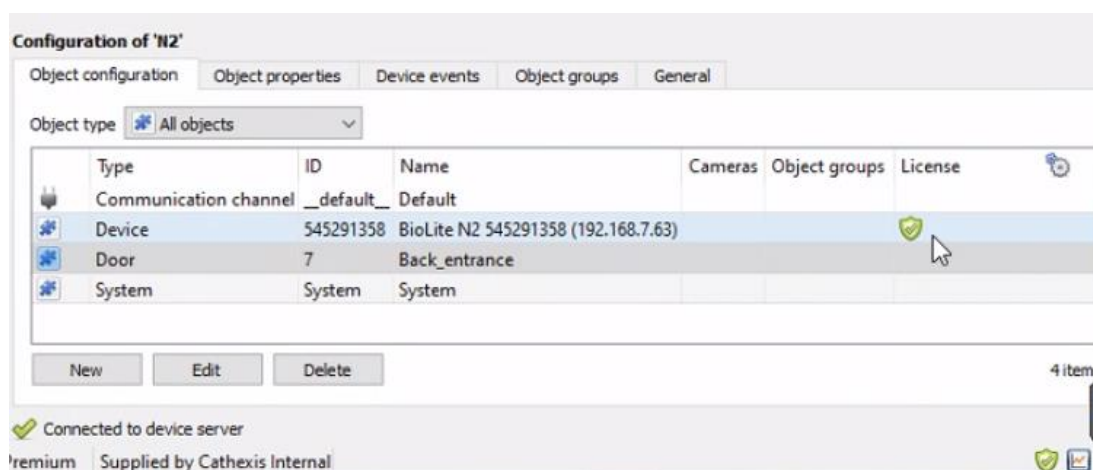 Configuration of 'N2'
Object configuration Object properties Device events Object groups General
Object type All objects
Type ID Name Cameras Object groups License
Communication channel __default__ Default
Device 545291358 BioLite N2 545291358 (192.168.7.63)
Door 7 Back_entrance
System System System
New Edit Delete 4 item
Connected to device server
Premium Supplied by Cathexis Internal